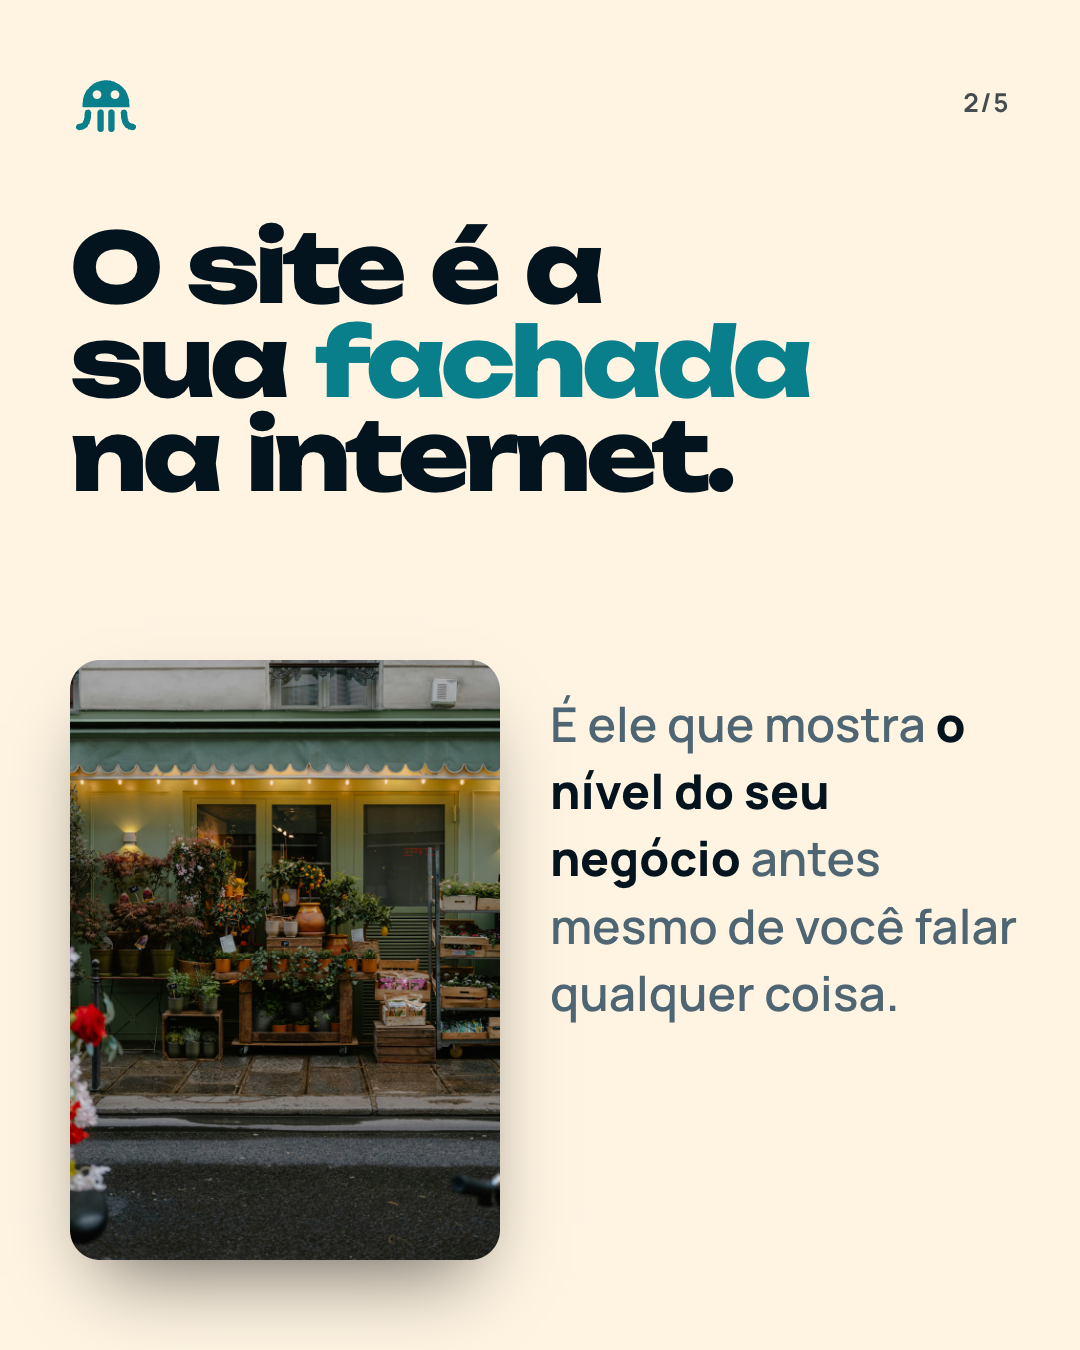 2/5
O site é a
sua fachada
na internet.
É ele que mostra o
nível do seu
negócio antes
mesmo de você falar
qualquer coisa.